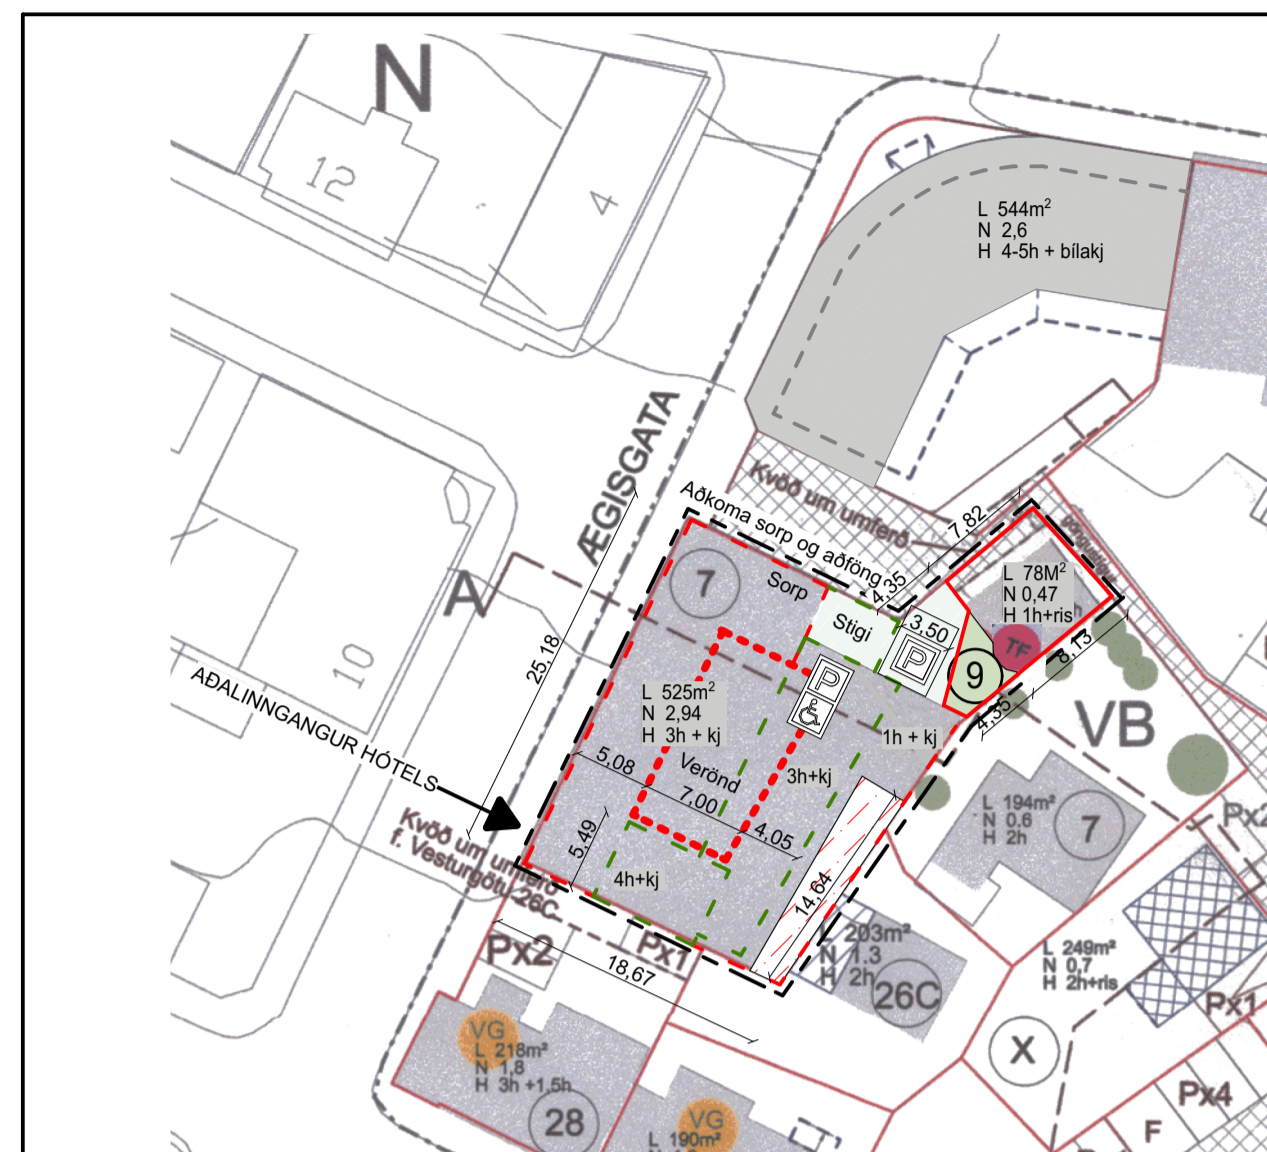 N
12
4
L 544m²
N 2,6
H 4-5h + bílakj
ÆGISGATA
Kvöð um umferð
Aðkoma sorp og aðföng
7,82
4,35
göngustígur
7
Sorp
Stigi
3,50
P
L 78M²
N 0,47
H 1h+ris
TF
8,13
9
4,35
A
10
25,18
AÐALINNGANGUR HÓTELS
L 525m²
N 2,94
H 3h + kj
P
1h + kj
VB
5,08
Verönd
7,00
3h+kj
4,05
5,49
4h+kj
14,64
L 194m²
N 0.6
H 2h
7
Px2
Kvöð um umferð
f. Vesturgötu 26C
Px2
Px1
18,67
L 203m²
N 1.3
H 2h
26C
L 249m²
N 0,7
H 2h+ris
Px1
X
Px4
F
VG
L 218m²
N 1,8
H 3h +1,5h
28
VG
L 190m²